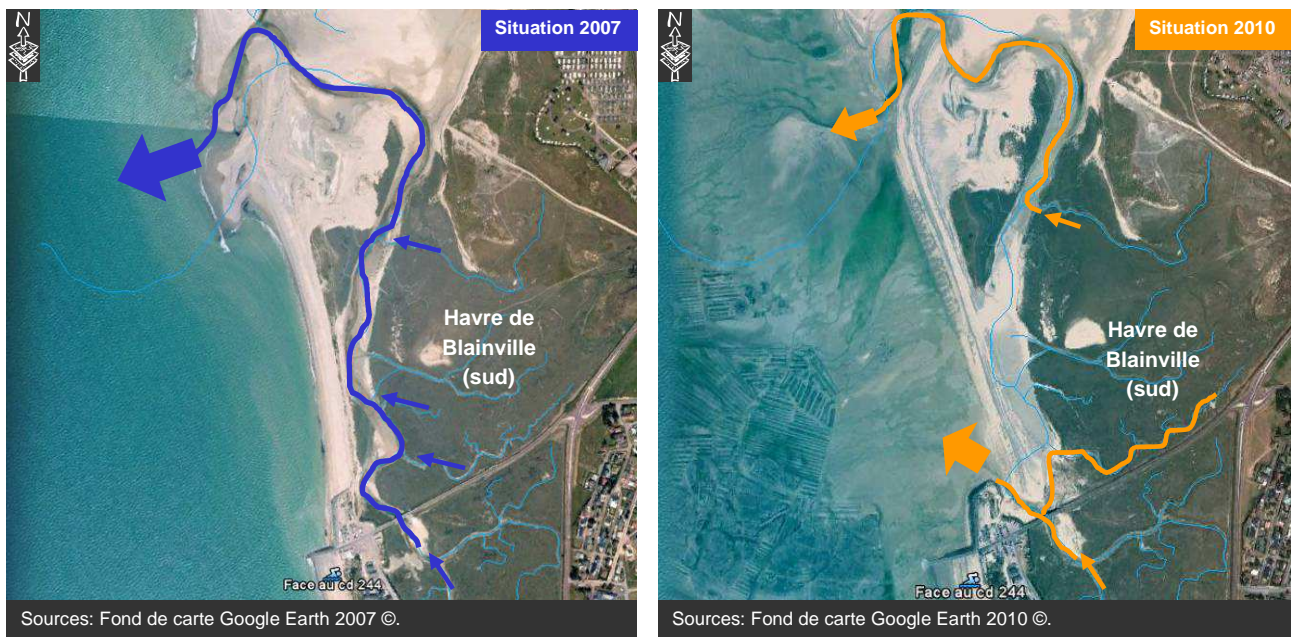 N
Situation 2007
Havre de
Blainville
(sud)
Face au cd 244
Sources: Fond de carte Google Earth 2007 ©.
N
Situation 2010
Havre de
Blainville
(sud)
Face au cd 244
Sources: Fond de carte Google Earth 2010 ©.